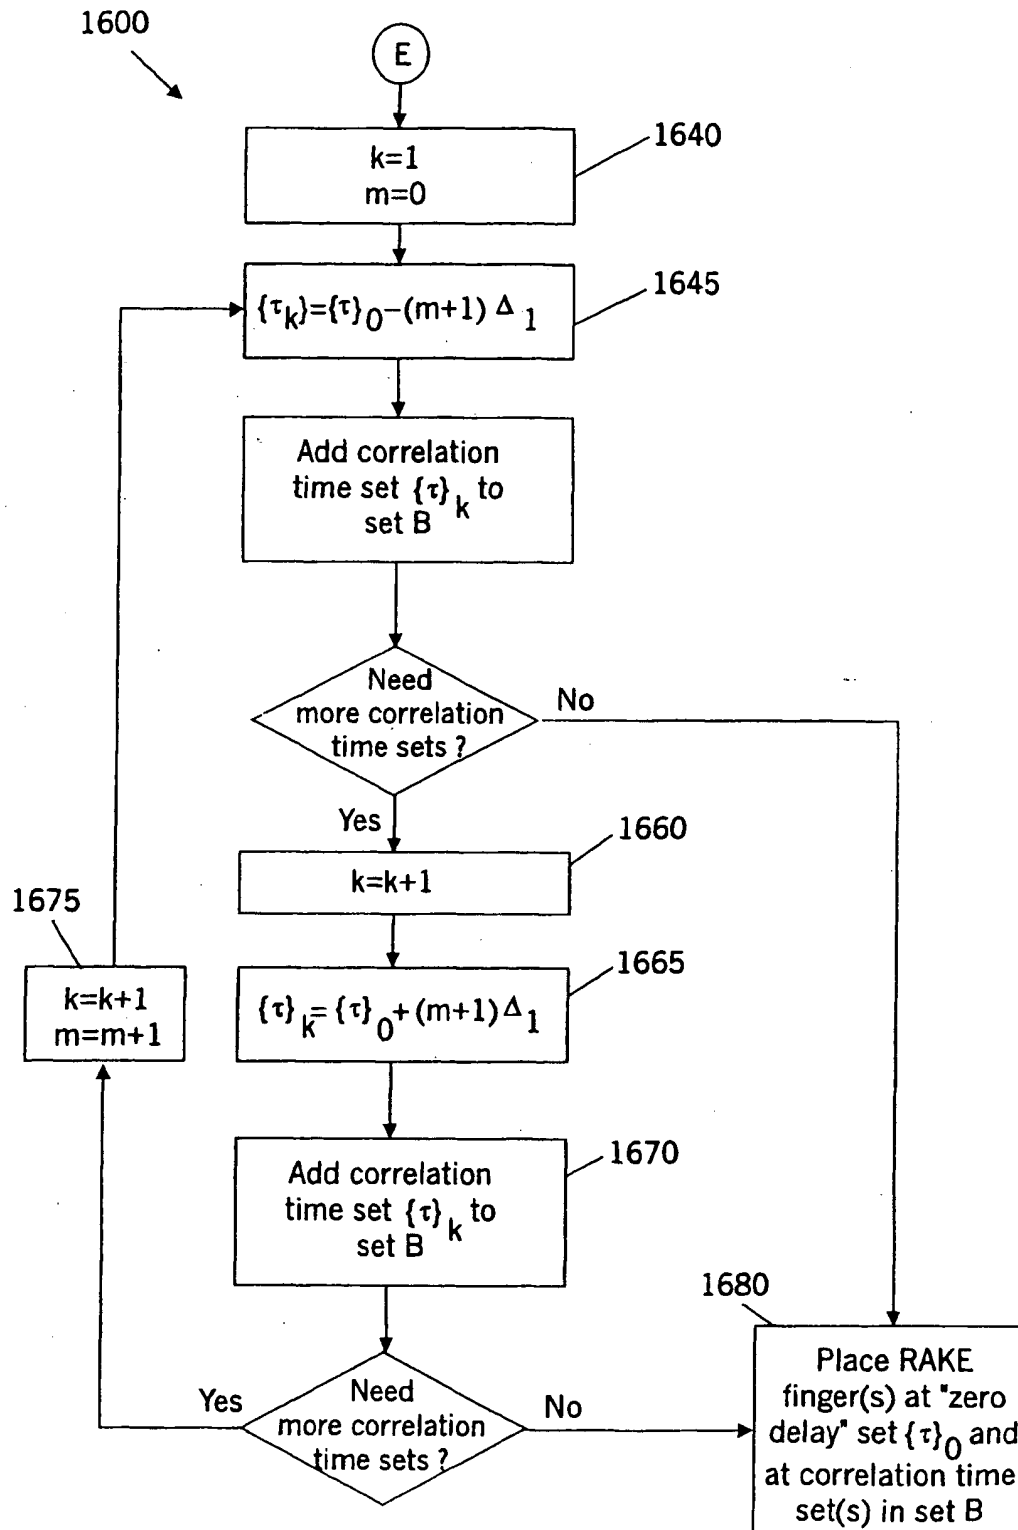 1600
E
k=1
m=0
1640
{τk}={τ}0-(m+1) Δ1
1645
Add correlation
time set {τ}k to
set B
Need
more correlation
time sets ?
No
Yes
1660
k=k+1
1675
k=k+1
m=m+1
1665
{τ}k={τ}0+(m+1) Δ1
1670
Add correlation
time set {τ}k to
set B
1680
Need
more correlation
time sets ?
Yes
No
Place RAKE
finger(s) at "zero
delay" set {τ}0 and
at correlation time
set(s) in set B